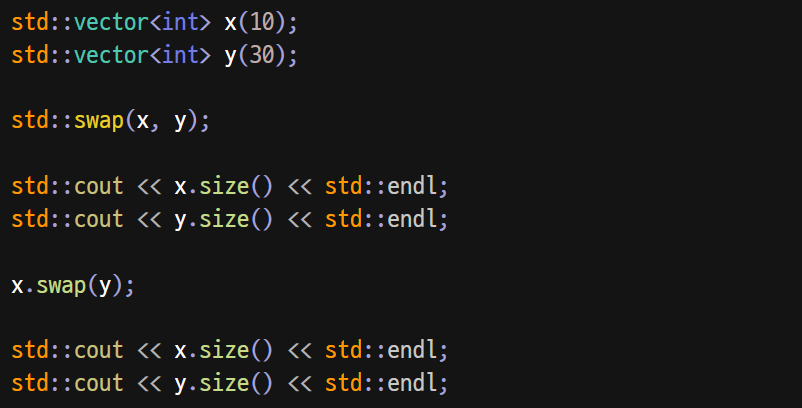 std::vector<int> x(10);
std::vector<int> y(30);
std::swap(x, y);
std::cout << x.size() << std::endl;
std::cout << y.size() << std::endl;
x.swap(y);
std::cout << x.size() << std::endl;
std::cout << y.size() << std::endl;